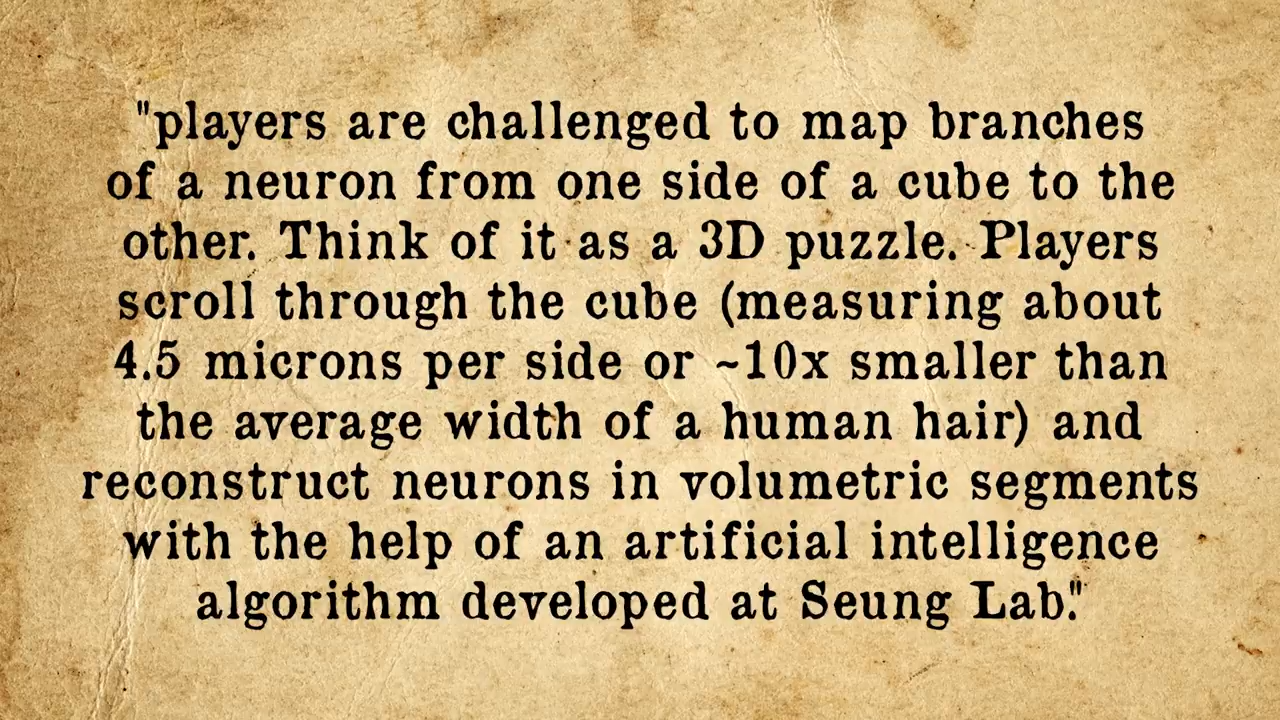 "players are challenged to map branches
of a neuron from one side of a cube to the
other. Think of it as a 3D puzzle. Players
scroll through the cube (measuring about
4.5 microns per side or ~10x smaller than
the average width of a human hair) and
reconstruct neurons in volumetric segments
with the help of an artificial intelligence
algorithm developed at Seung Lab."